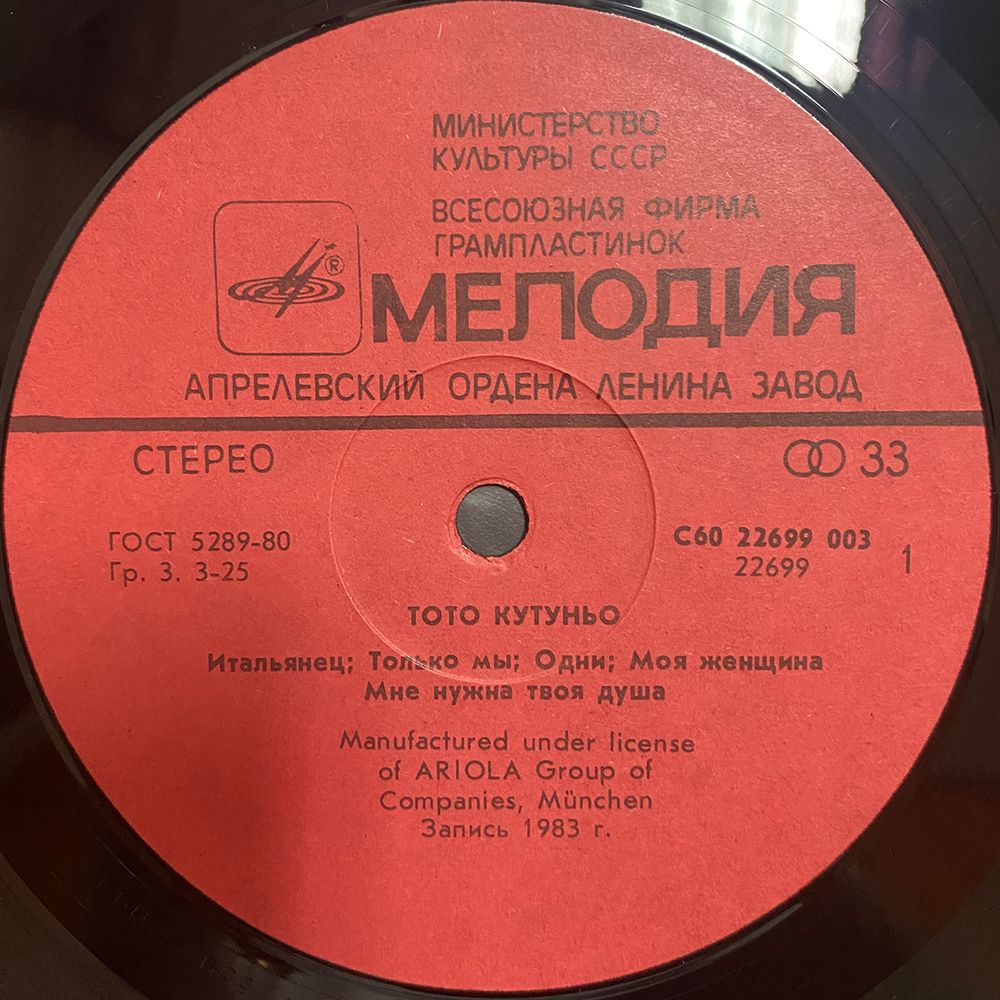 МИНИСТЕРСТВО
КУЛЬТУРЫ СССР
ВСЕСОЮЗНАЯ ФИРМА
ГРАМПЛАСТИНОК
®
МЕЛОДИЯ
АПРЕЛЕВСКИЙ ОРДЕНА ЛЕНИНА ЗАВОД
СТЕРЕО
33
ГОСТ 5289-80
Гр. 3. 3-25
С60 22699 003
22699
1
ТОТО КУТУНЬО
Итальянец; Только мы; Одни; Моя женщина
Мне нужна твоя душа
Manufactured under license
of ARIOLA Group of
Companies, München
Запись 1983 г.